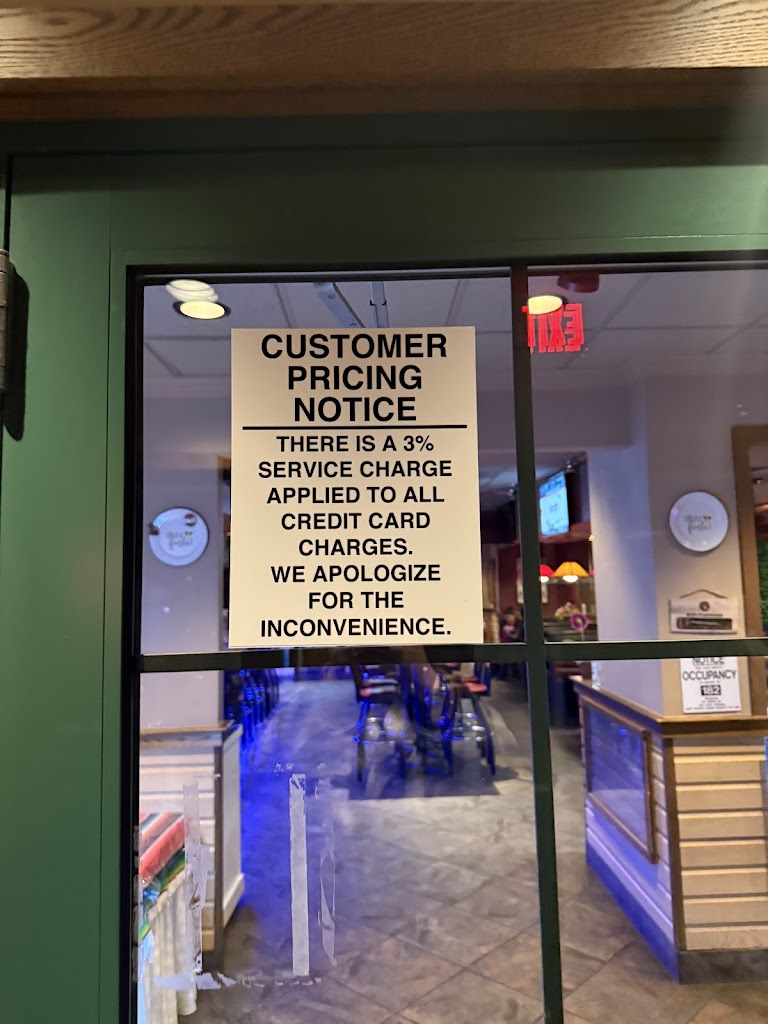 CUSTOMER
PRICING
NOTICE
THERE IS A 3%
SERVICE CHARGE
APPLIED TO ALL
CREDIT CARD
CHARGES.
WE APOLOGIZE
FOR THE
INCONVENIENCE.
EXIT
NOTICE
OCCUPANCY
182